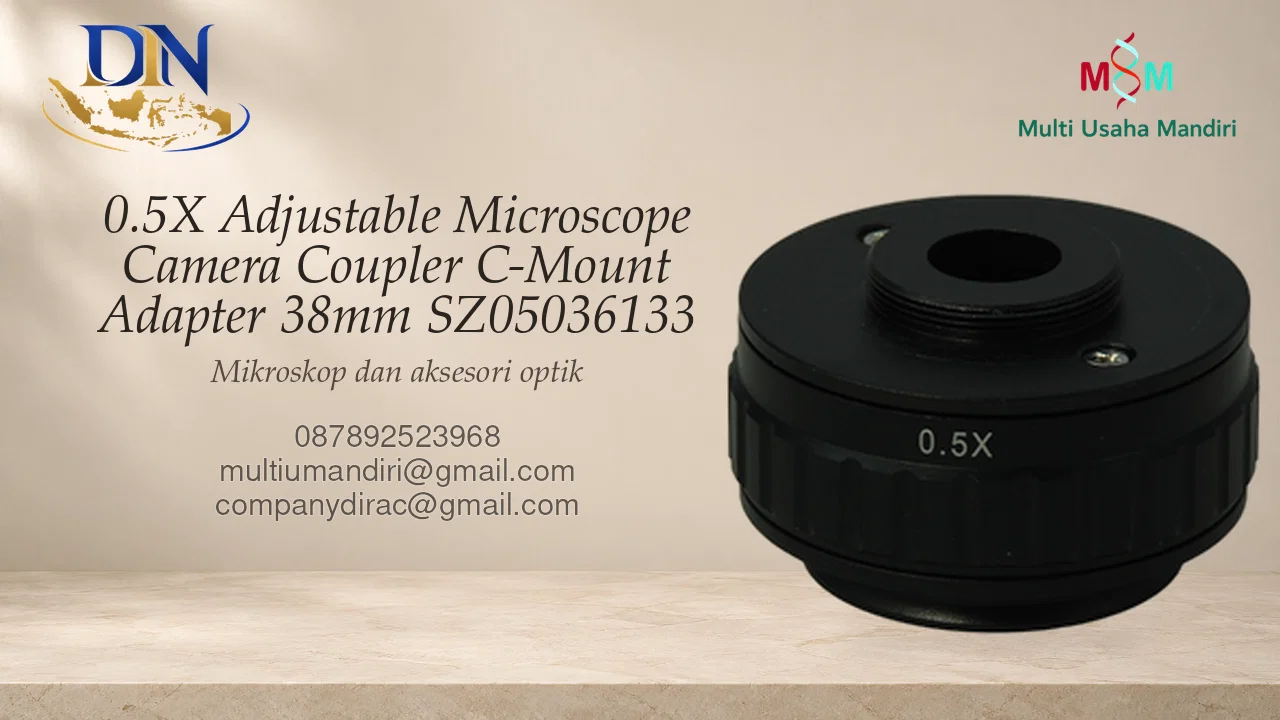 DN
M M
Multi Usaha Mandiri
0.5X Adjustable Microscope
Camera Coupler C-Mount
Adapter 38mm SZ05036133
Mikroskop dan aksesori optik
087892523968
multiumandiri@gmail.com
companydirac@gmail.com
0.5X